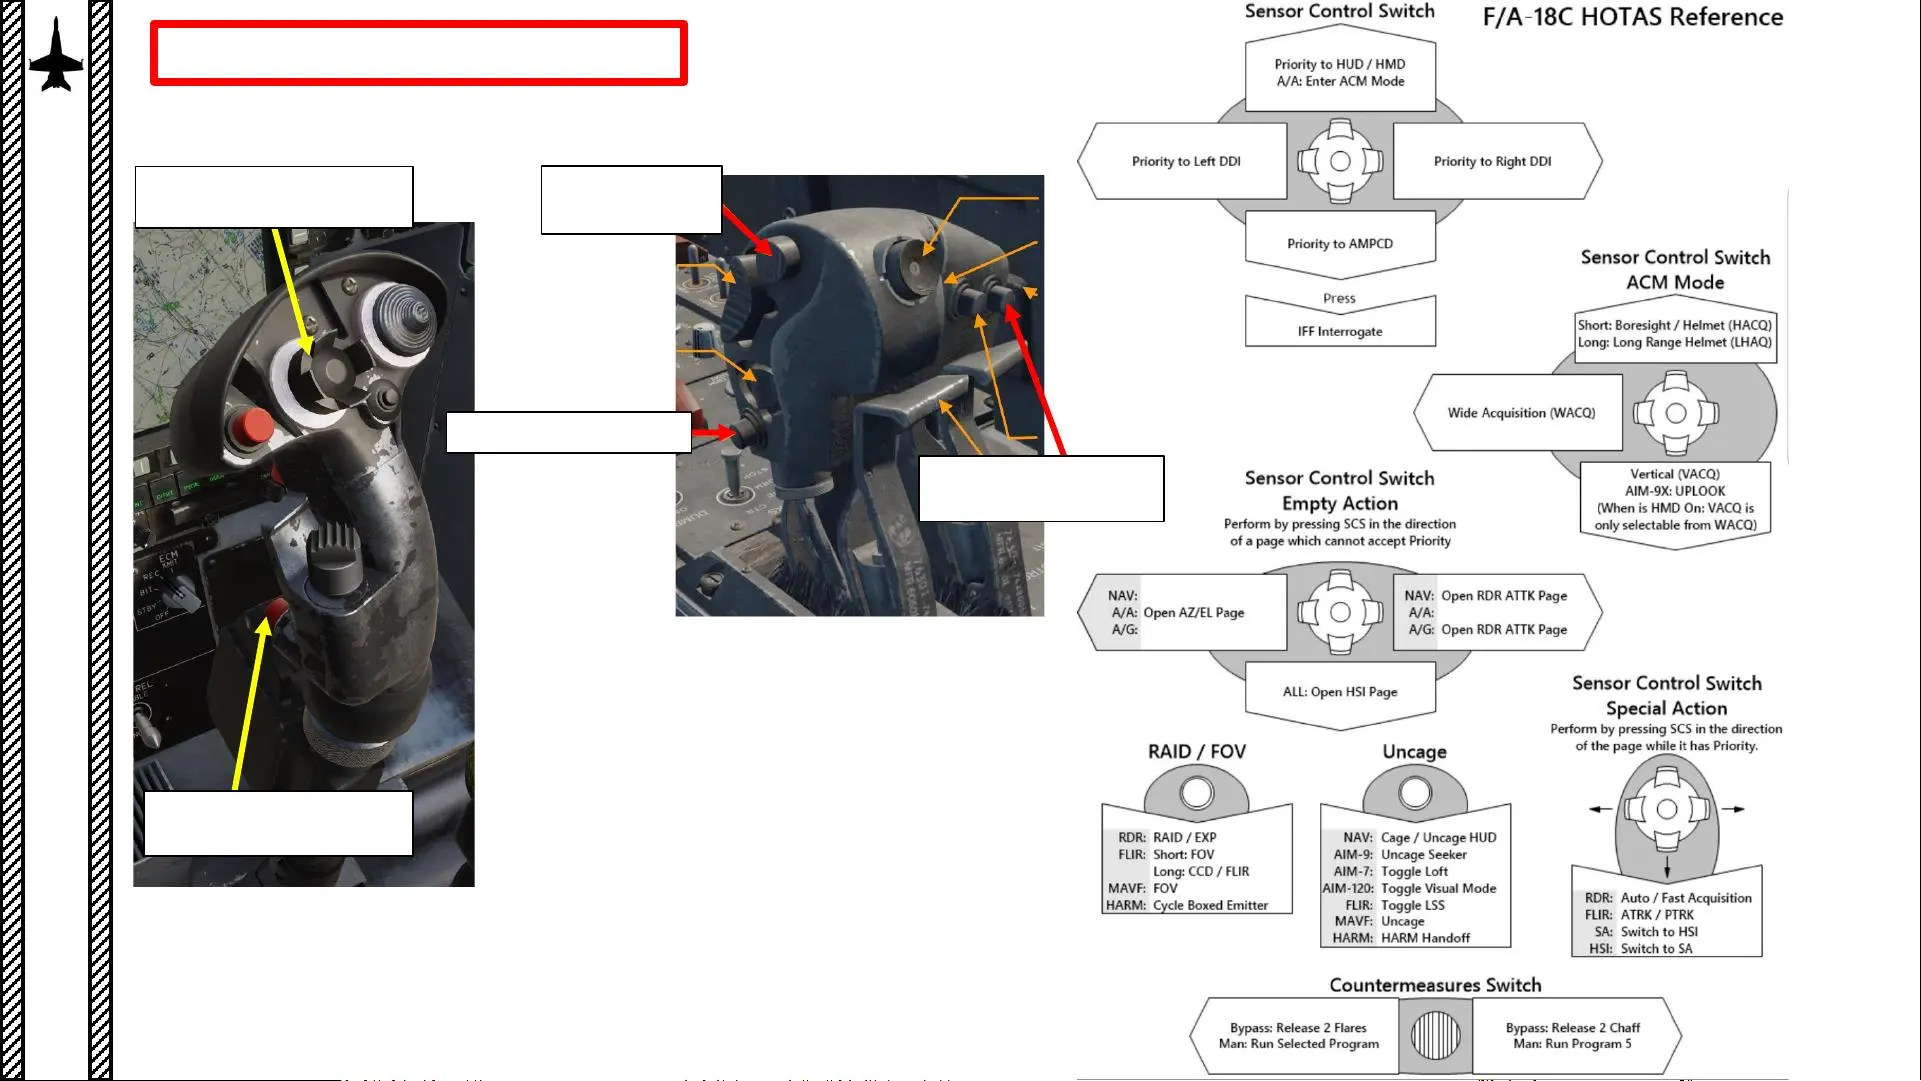 F/A-18C HOTAS Reference
Sensor Control Switch
Priority to HUD / HMD
A/A: Enter ACM Mode
Priority to Left DDI
Priority to Right DDI
Priority to AMPCD
Press
IFF Interrogate
Sensor Control Switch
ACM Mode
Short: Boresight / Helmet (HACQ)
Long: Long Range Helmet (LHAQ)
Wide Acquisition (WACQ)
Vertical (VACQ)
AIM-9X: UPLOOK
(When is HMD On: VACQ is
only selectable from WACQ)
Sensor Control Switch
Empty Action
Perform by pressing SCS in the direction
of a page which cannot accept Priority
NAV:
A/A: Open AZ/EL Page
A/G:
NAV: Open RDR ATTK Page
A/A:
A/G: Open RDR ATTK Page
ALL: Open HSI Page
Sensor Control Switch
Special Action
Perform by pressing SCS in the direction
of the page while it has Priority.
RDR: Auto / Fast Acquisition
FLIR: ATRK / PTRK
SA: Switch to HSI
HSI: Switch to SA
RAID / FOV
RDR: RAID / EXP
FLIR: Short: FOV
Long: CCD / FLIR
MAVF: FOV
HARM: Cycle Boxed Emitter
Uncage
NAV: Cage / Uncage HUD
AIM-9: Uncage Seeker
AIM-7: Toggle Loft
AIM-120: Toggle Visual Mode
FLIR: Toggle LSS
MAVF: Uncage
HARM: HARM Handoff
Countermeasures Switch
Bypass: Release 2 Flares
Man: Run Selected Program
Bypass: Release 2 Chaff
Man: Run Program 5
ECM
XMIT
REC
BIT
STBY
OFF